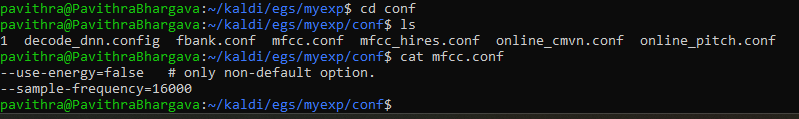 pavithra@PavithraBhargava:~/kaldi/egs/myexp$ cd conf
pavithra@PavithraBhargava:~/kaldi/egs/myexp/conf$ ls
1  decode_dnn.config  fbank.conf  mfcc.conf  mfcc_hires.conf  online_cmvn.conf  online_pitch.conf
pavithra@PavithraBhargava:~/kaldi/egs/myexp/conf$ cat mfcc.conf
--use-energy=false   # only non-default option.
--sample-frequency=16000
pavithra@PavithraBhargava:~/kaldi/egs/myexp/conf$